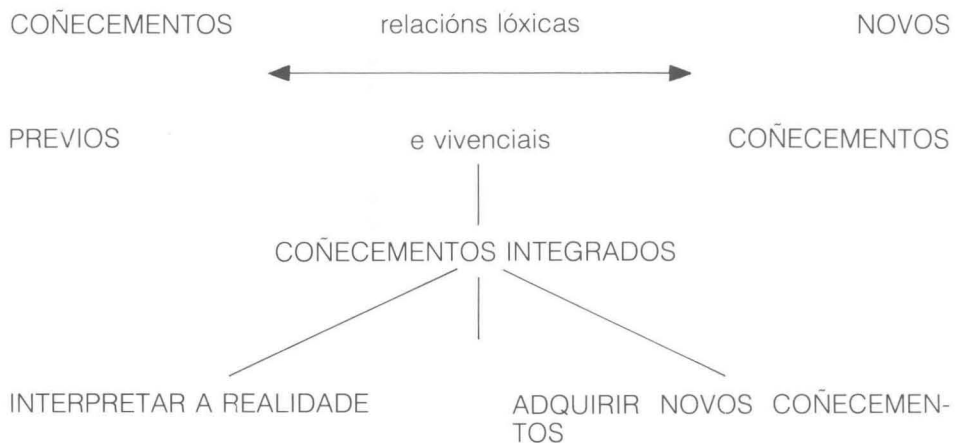 COÑECEMENTOS relacións lóxicas NOVOS
PREVIOS e vivenciais COÑECEMENTOS
COÑECEMENTOS INTEGRADOS
INTERPRETAR A REALIDADE ADQUIRIR NOVOS COÑECEMEN-
TOS